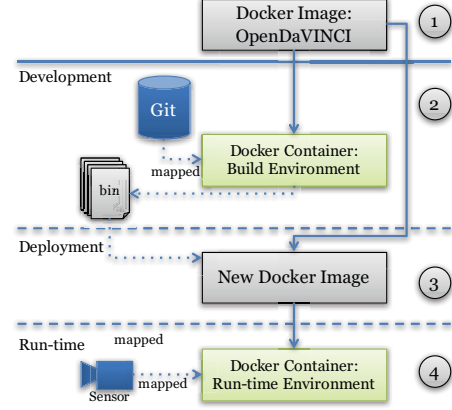 Docker Image:
OpenDaVINCI
1
Development
Git
2
Docker Container:
Build Environment
mapped
bin
Deployment
New Docker Image
3
mapped
Run-time
Docker Container:
Run-time Environment
4
mapped
Sensor